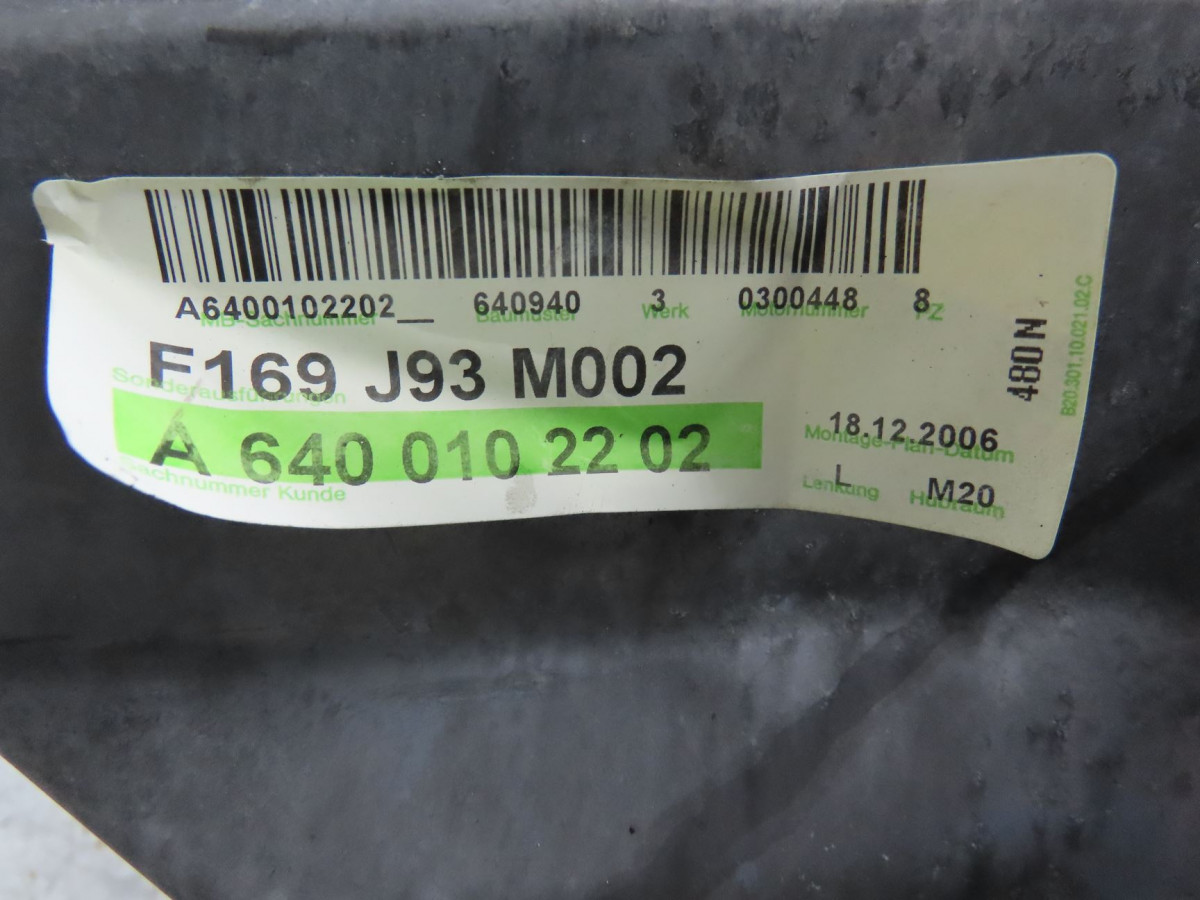 A6400102202__ 640940 3 0300448 8
MB-Sachnummer Baumuster Werk Motornummer PZ
F169 J93 M002
Sonderausführungen
A 640 010 22 02
Sachnummer Kunde
18.12.2006
Montage-Plan-Datum
L M20
Lenkung Hubraum
480 N
B20.301.10.021.02.C